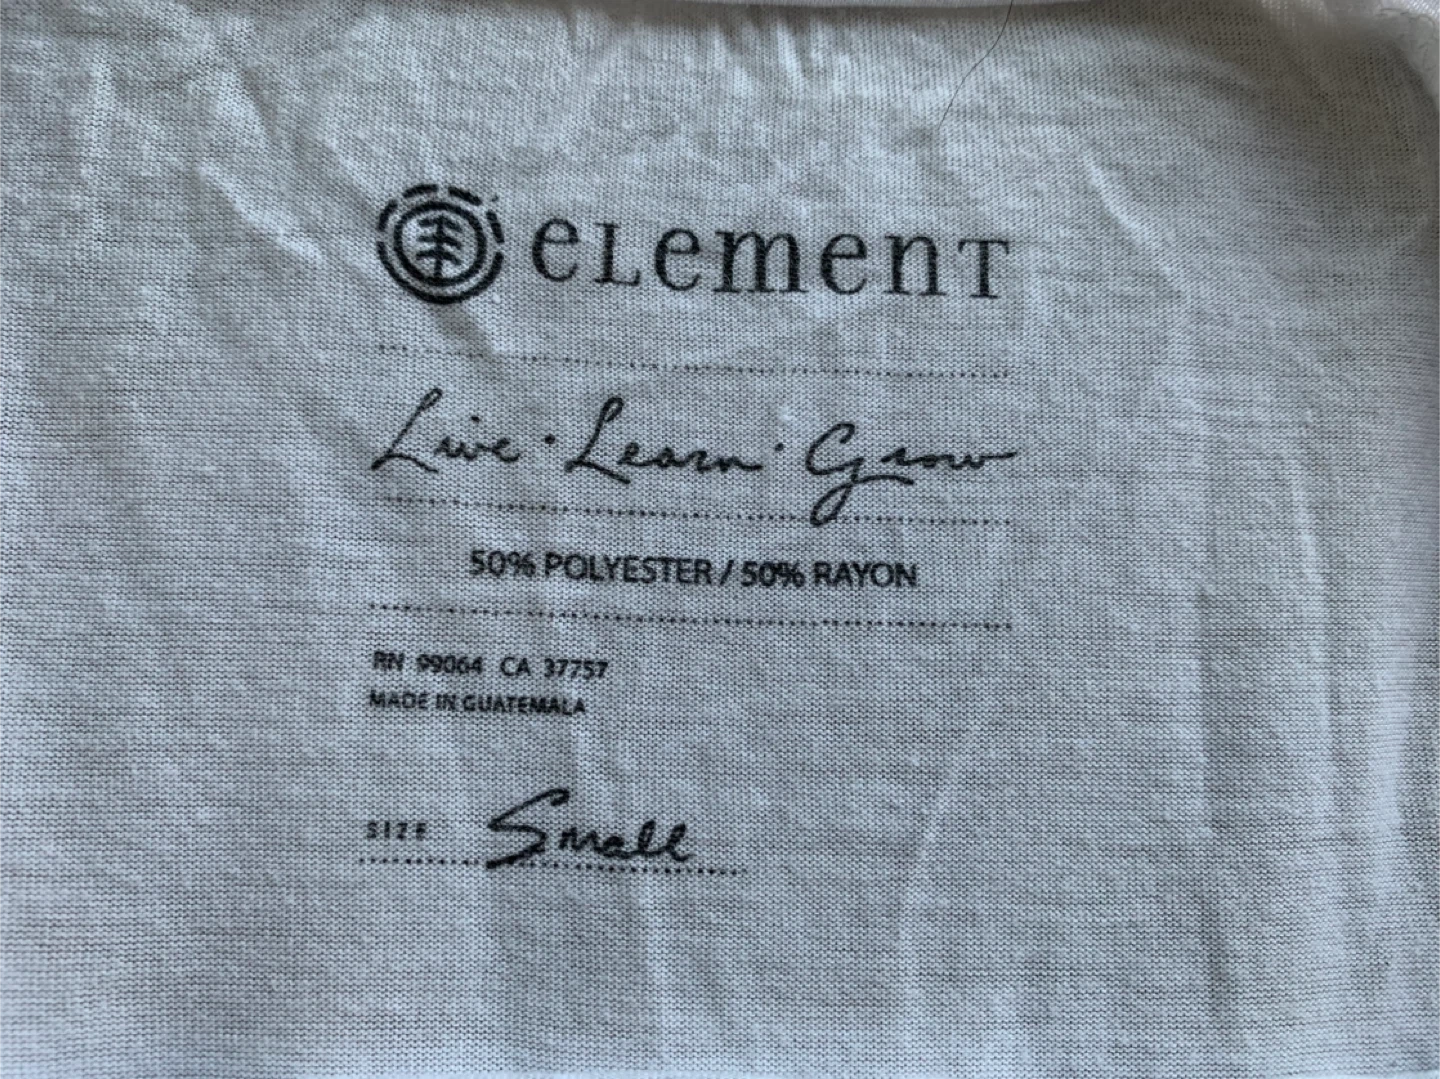 eLemenT
Live · Learn · Grow
50% POLYESTER / 50% RAYON
RN 99064 CA 37757
MADE IN GUATEMALA
SIZE Small